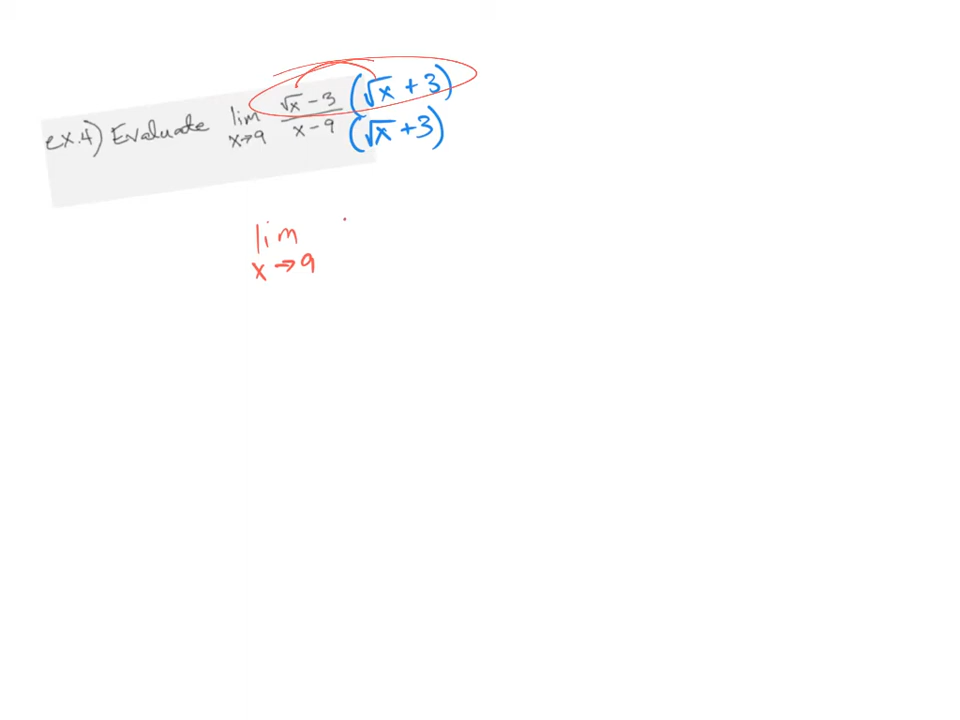 ex.4) Evaluate lim x→9 (√x - 3)/(x - 9) (√x + 3)/(√x + 3)
lim
x→9